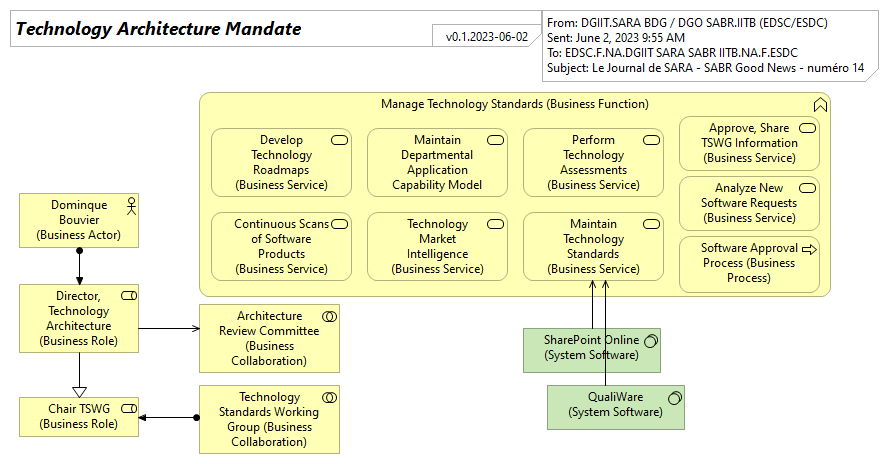 Technology Architecture Mandate
v0.1.2023-06-02
From: DGIIT.SARA BDG / DGO SABR.IITB (EDSC/ESDC)
Sent: June 2, 2023 9:55 AM
To: EDSC.F.NA.DGIIT SARA SABR IITB.NA.F.ESDC
Subject: Le Journal de SARA - SABR Good News - numéro 14
Manage Technology Standards (Business Function)
Develop
Technology
Roadmaps
(Business Service)
Maintain
Departmental
Application
Capability Model
Perform
Technology
Assessments
(Business Service)
Approve, Share
TSWG Information
(Business Service)
Analyze New
Software Requests
(Business Service)
Continuous Scans
of Software
Products
(Business Service)
Technology
Market
Intelligence
(Business Service)
Maintain
Technology
Standards
(Business Service)
Software Approval
Process (Business
Process)
Dominque
Bouvier
(Business Actor)
Director,
Technology
Architecture
(Business Role)
Architecture
Review Committee
(Business
Collaboration)
SharePoint Online
(System Software)
Chair TSWG
(Business Role)
Technology
Standards Working
Group (Business
Collaboration)
QualiWare
(System Software)